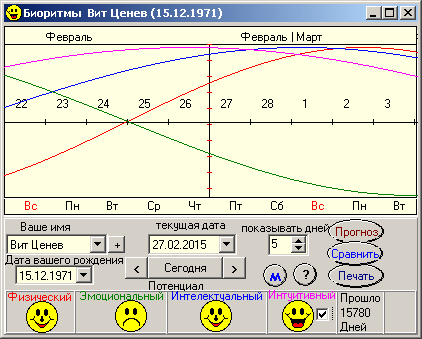 Биоритмы Вит Ценев (15.12.1971)
Февраль Февраль | Март
22 23 24 25 26 27 28 1 2 3
Вс Пн Вт Ср Чт Пт Сб Вс Пн Вт
Ваше имя текущая дата показывать дней Прогноз
Вит Ценев + 27.02.2015 5 Сравнить
Дата вашего рождения < Сегодня > Печать
15.12.1971 ?
Потенциал
Физический Эмоциональный Интелектуальный Интуитивный Прошло
15780
Дней